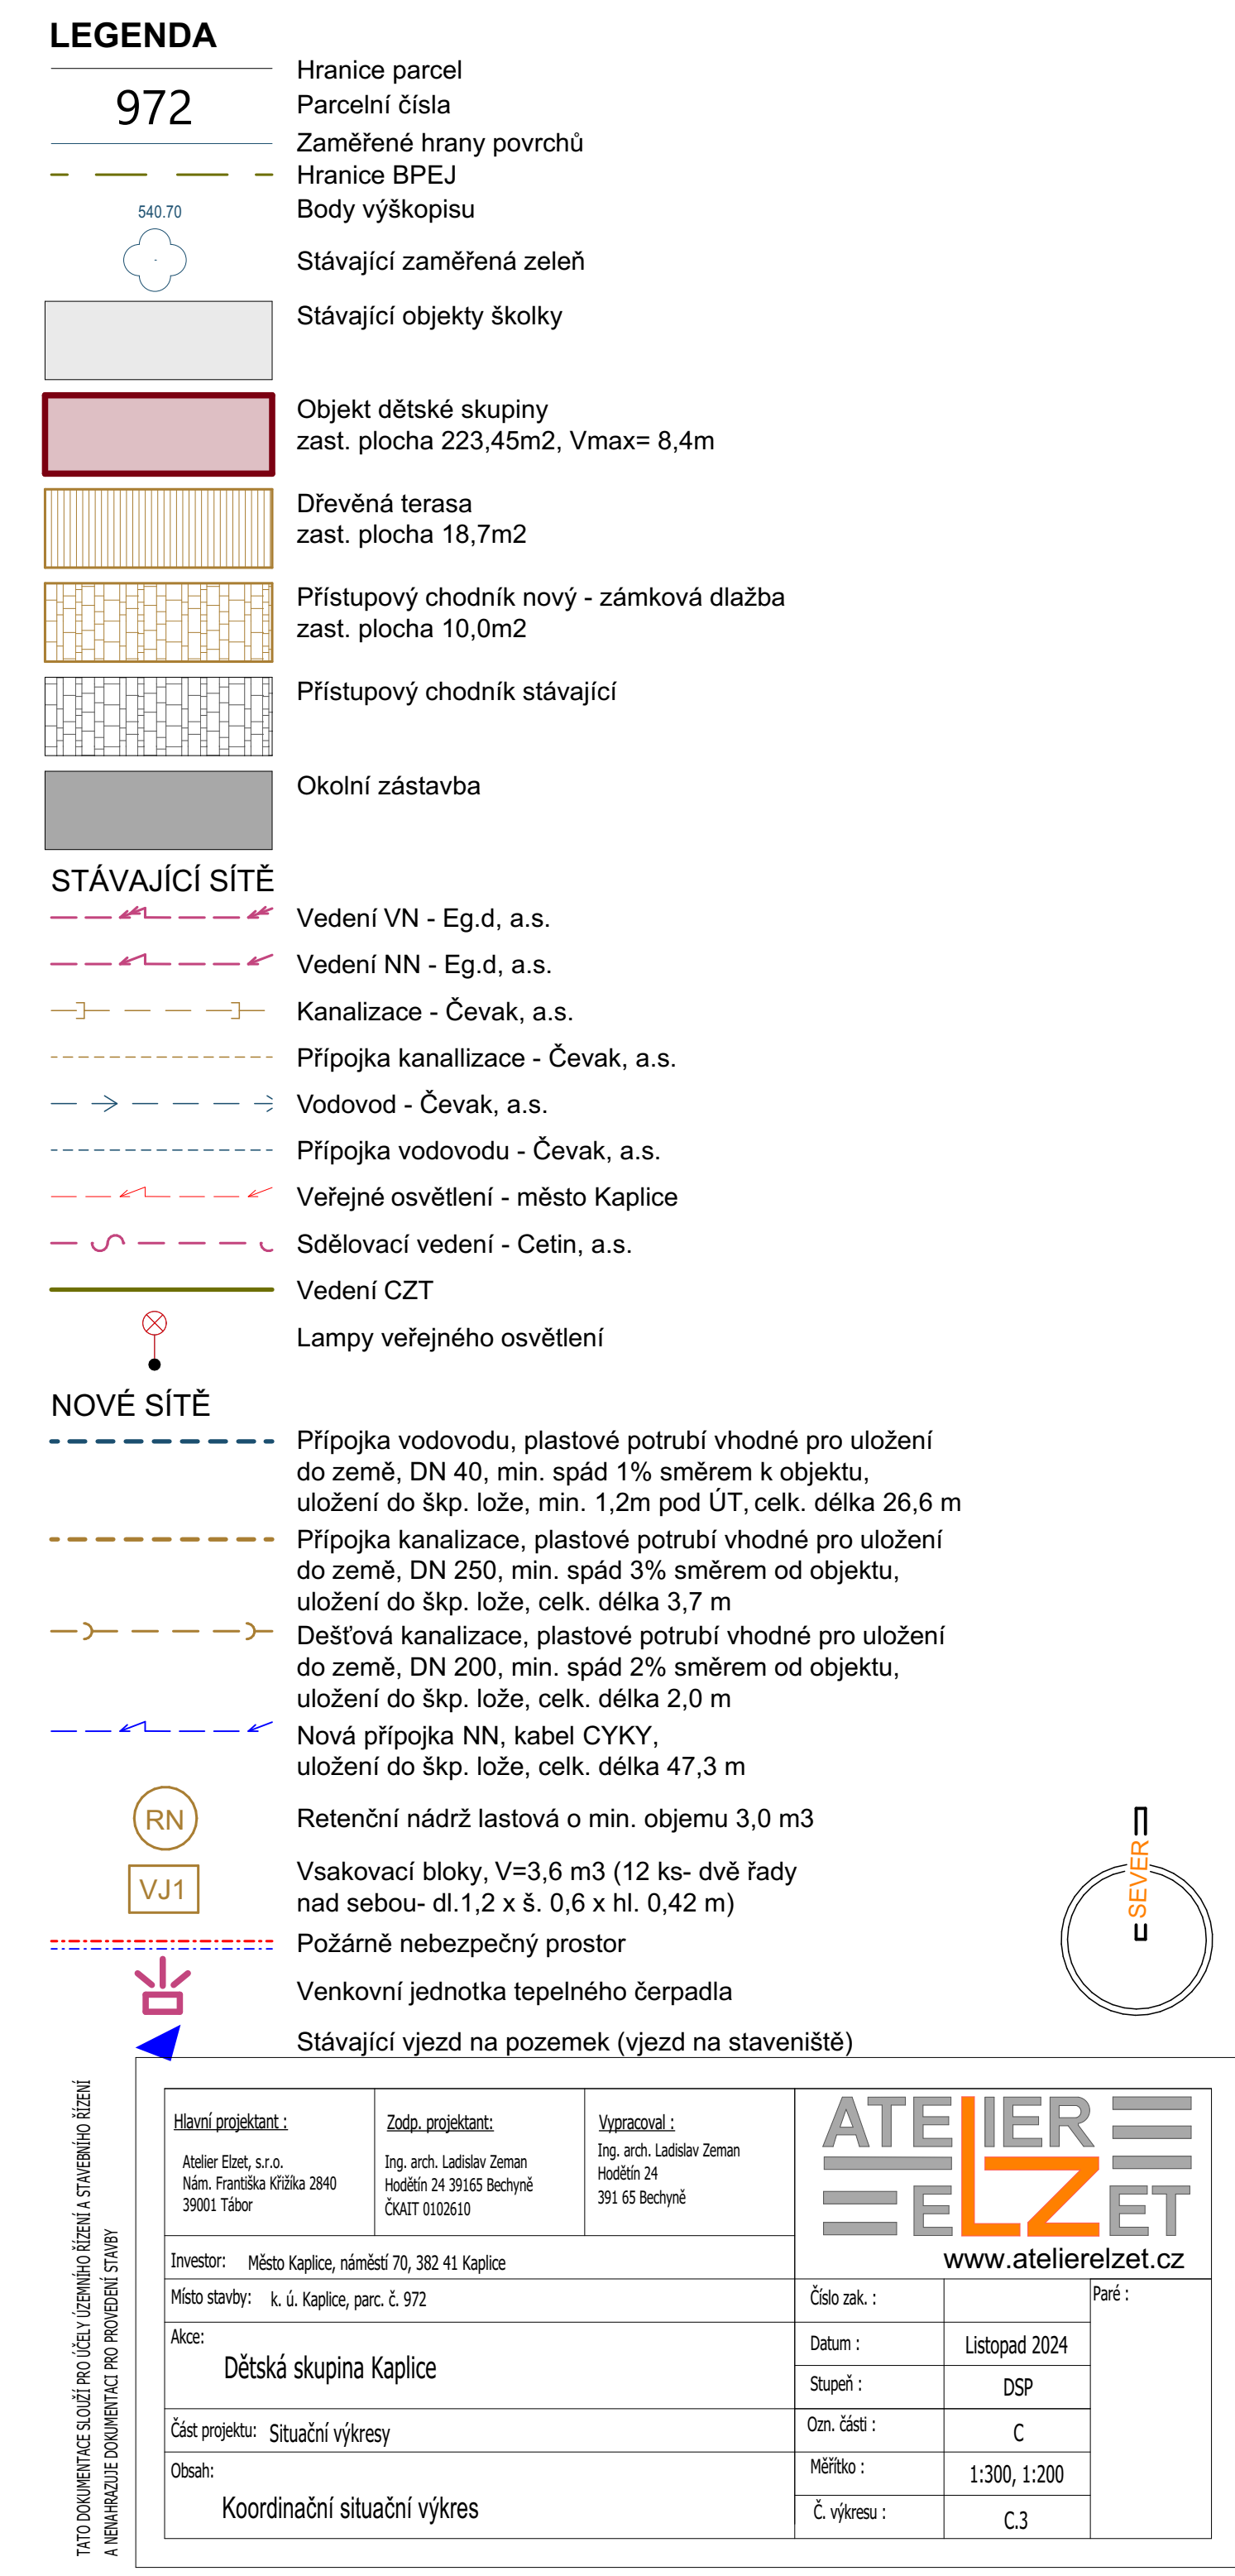 LEGENDA
Hranice parcel
972
Parcelní čísla
Zaměřené hrany povrchů
Hranice BPEJ
540.70
Body výškopisu
Stávající zaměřená zeleň
Stávající objekty školky
Objekt dětské skupiny
zast. plocha 223,45m2, Vmax= 8,4m
Dřevěná terasa
zast. plocha 18,7m2
Přístupový chodník nový - zámková dlažba
zast. plocha 10,0m2
Přístupový chodník stávající
Okolní zástavba
STÁVAJÍCÍ SÍTĚ
Vedení VN - Eg.d, a.s.
Vedení NN - Eg.d, a.s.
Kanalizace - Čevak, a.s.
Přípojka kanallizace - Čevak, a.s.
Vodovod - Čevak, a.s.
Přípojka vodovodu - Čevak, a.s.
Veřejné osvětlení - město Kaplice
Sdělovací vedení - Cetin, a.s.
Vedení CZT
Lampy veřejného osvětlení
NOVÉ SÍTĚ
Přípojka vodovodu, plastové potrubí vhodné pro uložení
do země, DN 40, min. spád 1% směrem k objektu,
uložení do škp. lože, min. 1,2m pod ÚT, celk. délka 26,6 m
Přípojka kanalizace, plastové potrubí vhodné pro uložení
do země, DN 250, min. spád 3% směrem od objektu,
uložení do škp. lože, celk. délka 3,7 m
Dešťová kanalizace, plastové potrubí vhodné pro uložení
do země, DN 200, min. spád 2% směrem od objektu,
uložení do škp. lože, celk. délka 2,0 m
Nová přípojka NN, kabel CYKY,
uložení do škp. lože, celk. délka 47,3 m
RN
Retenční nádrž lastová o min. objemu 3,0 m3
VJ1
Vsakovací bloky, V=3,6 m3 (12 ks- dvě řady
nad sebou- dl.1,2 x š. 0,6 x hl. 0,42 m)
Požárně nebezpečný prostor
Venkovní jednotka tepelného čerpadla
Stávající vjezd na pozemek (vjezd na staveniště)
SEVER
TATO DOKUMENTACE SLOUŽÍ PRO ÚČELY ÚZEMNÍHO ŘÍZENÍ A STAVEBNÍHO ŘÍZENÍ
A NENAHRAZUJE DOKUMENTACI PRO PROVEDENÍ STAVBY
Hlavní projektant :
Atelier Elzet, s.r.o.
Nám. Františka Křižíka 2840
39001 Tábor
Zodp. projektant:
Ing. arch. Ladislav Zeman
Hodětín 24 39165 Bechyně
ČKAIT 0102610
Vypracoval :
Ing. arch. Ladislav Zeman
Hodětín 24
391 65 Bechyně
ATELIER
ELZET
www.atelierelzet.cz
Investor: Město Kaplice, náměstí 70, 382 41 Kaplice
Místo stavby: k. ú. Kaplice, parc. č. 972
Akce:
Dětská skupina Kaplice
Část projektu: Situační výkresy
Obsah:
Koordinační situační výkres
Číslo zak. :
Paré :
Datum : Listopad 2024
Stupeň : DSP
Ozn. části : C
Měřítko : 1:300, 1:200
Č. výkresu : C.3